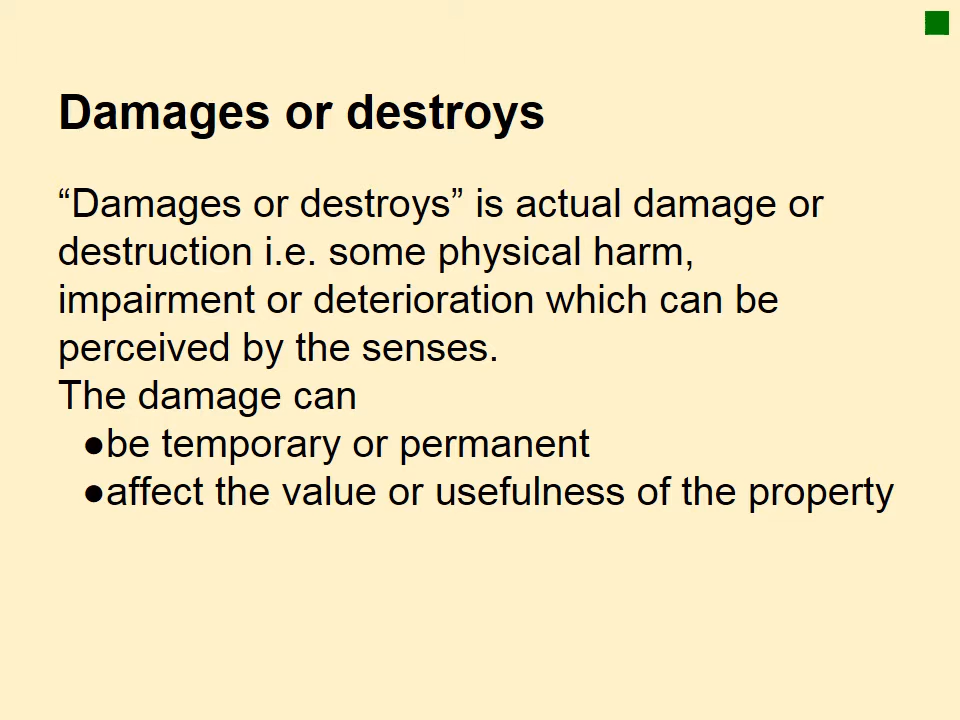 Damages or destroys
“Damages or destroys” is actual damage or
destruction i.e. some physical harm,
impairment or deterioration which can be
perceived by the senses.
The damage can
●be temporary or permanent
●affect the value or usefulness of the property